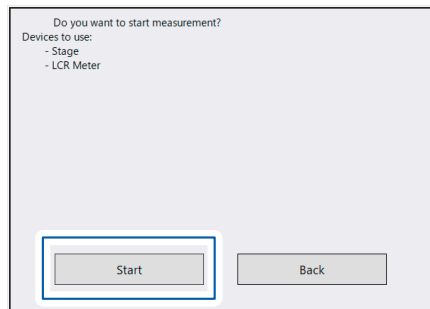 Do you want to start measurement?
Devices to use:
- Stage
- LCR Meter
Start
Back